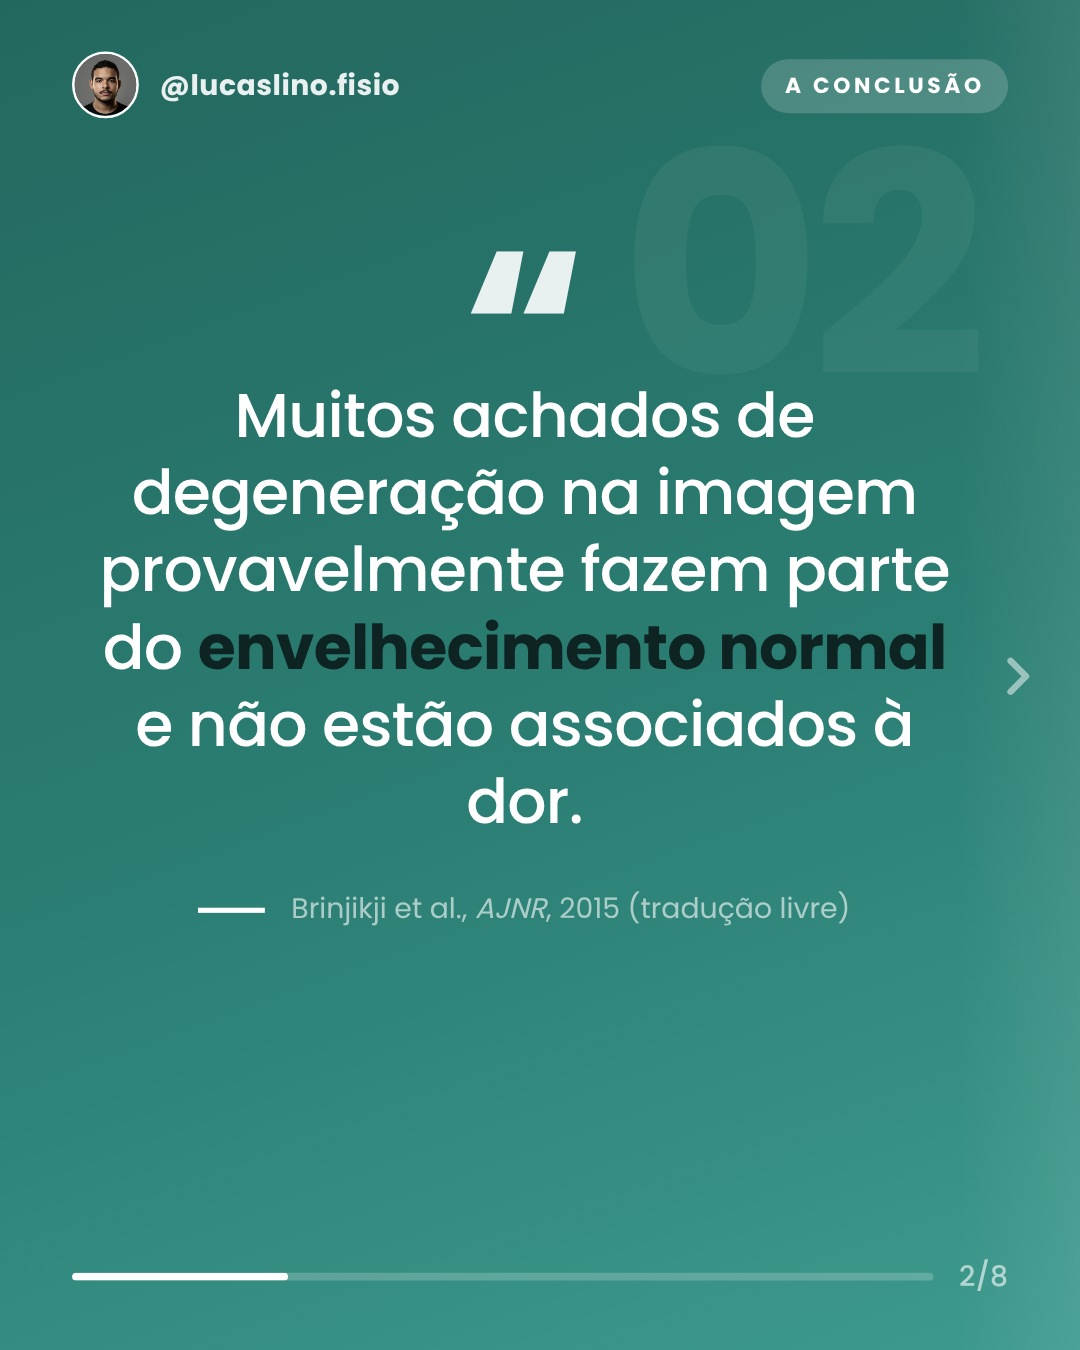 @lucaslino.fisio
A CONCLUSÃO
02
“
Muitos achados de
degeneração na imagem
provavelmente fazem parte
do envelhecimento normal
e não estão associados à
dor.
— Brinjikji et al., AJNR, 2015 (tradução livre)
2/8